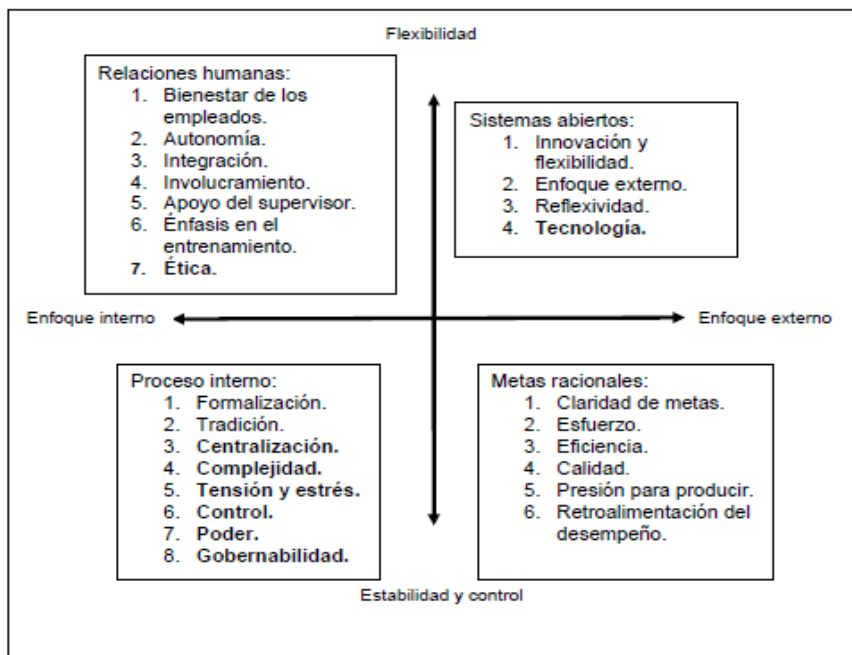 Flexibilidad
Relaciones humanas:
1. Bienestar de los
empleados.
2. Autonomía.
3. Integración.
4. Involucramiento.
5. Apoyo del supervisor.
6. Énfasis en el
entrenamiento.
7. Ética.
Sistemas abiertos:
1. Innovación y
flexibilidad.
2. Enfoque externo.
3. Reflexividad.
4. Tecnología.
Enfoque interno
Enfoque externo
Proceso interno:
1. Formalización.
2. Tradición.
3. Centralización.
4. Complejidad.
5. Tensión y estrés.
6. Control.
7. Poder.
8. Gobernabilidad.
Metas racionales:
1. Claridad de metas.
2. Esfuerzo.
3. Eficiencia.
4. Calidad.
5. Presión para producir.
6. Retroalimentación del
desempeño.
Estabilidad y control